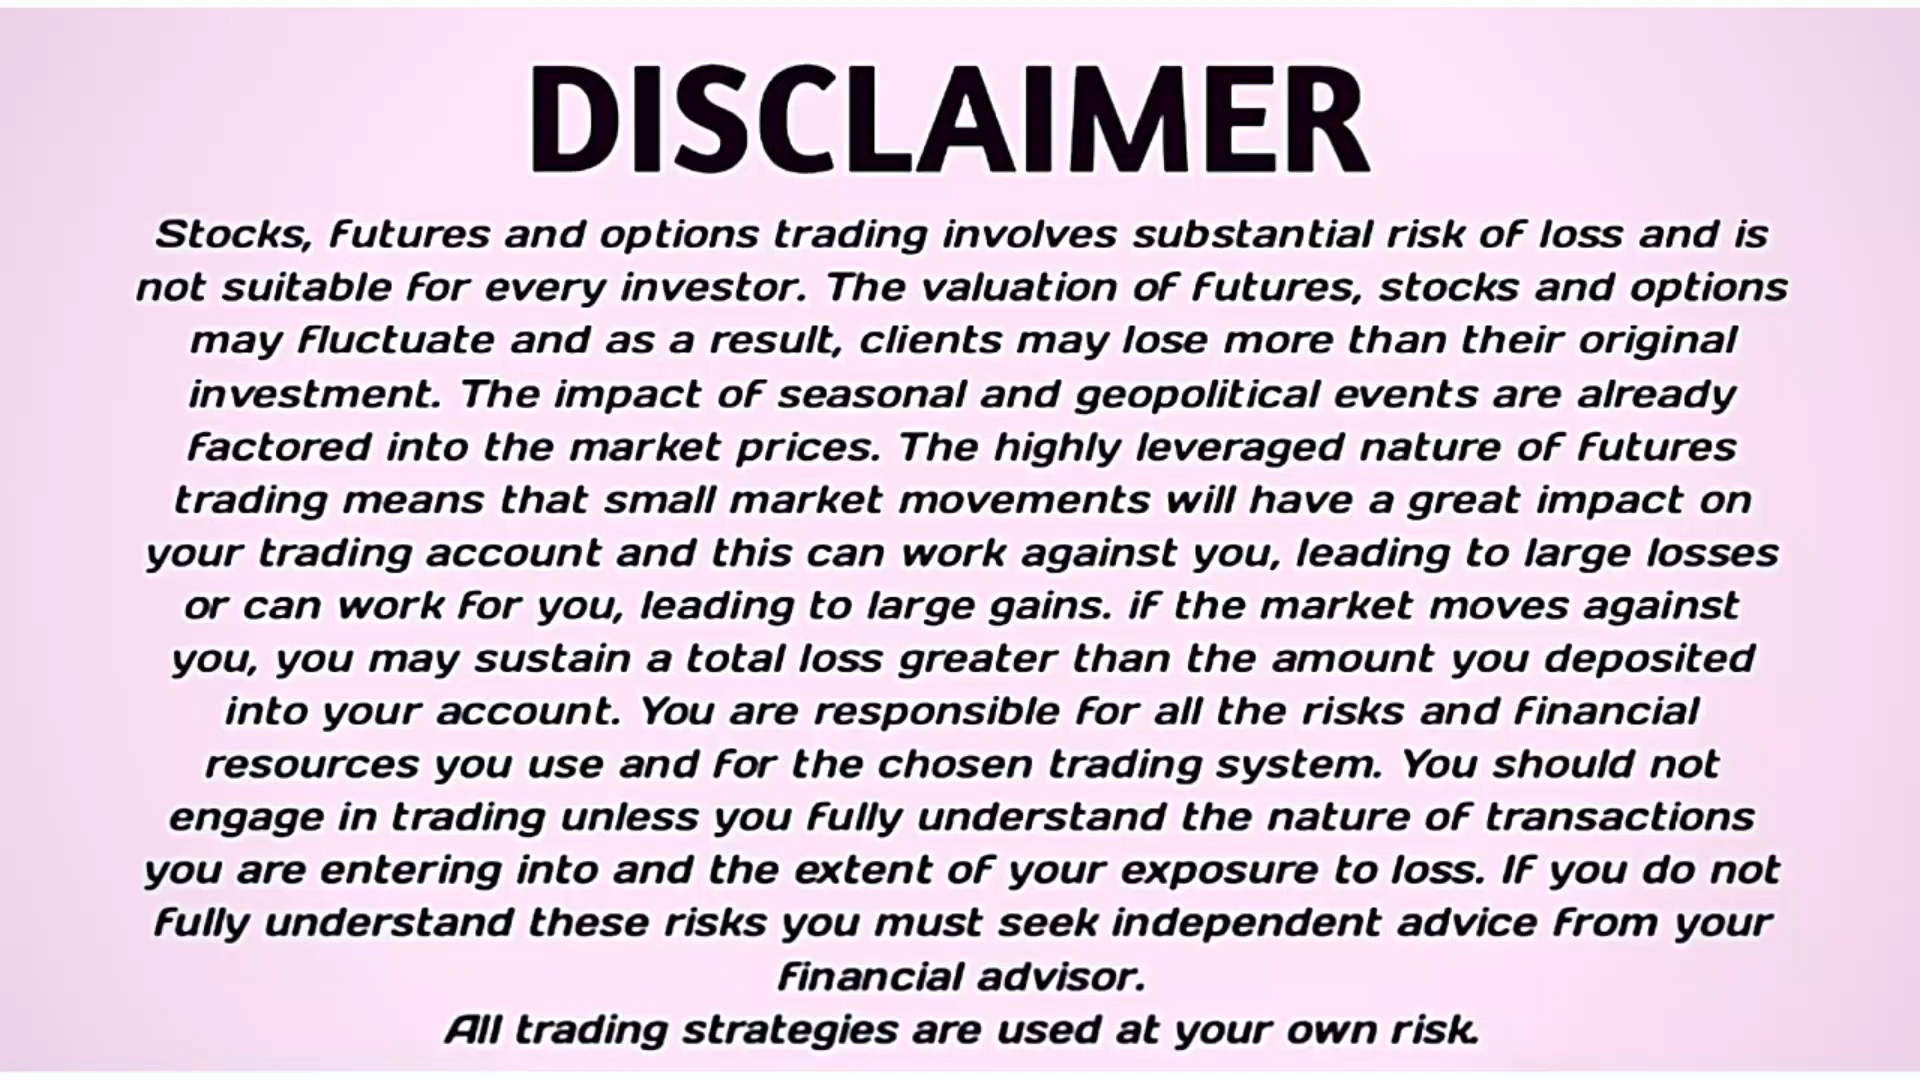 DISCLAIMER
Stocks, futures and options trading involves substantial risk of loss and is
not suitable for every investor. The valuation of futures, stocks and options
may fluctuate and as a result, clients may lose more than their original
investment. The impact of seasonal and geopolitical events are already
factored into the market prices. The highly leveraged nature of futures
trading means that small market movements will have a great impact on
your trading account and this can work against you, leading to large losses
or can work for you, leading to large gains. if the market moves against
you, you may sustain a total loss greater than the amount you deposited
into your account. You are responsible for all the risks and financial
resources you use and for the chosen trading system. You should not
engage in trading unless you fully understand the nature of transactions
you are entering into and the extent of your exposure to loss. If you do not
fully understand these risks you must seek independent advice from your
financial advisor.
All trading strategies are used at your own risk.